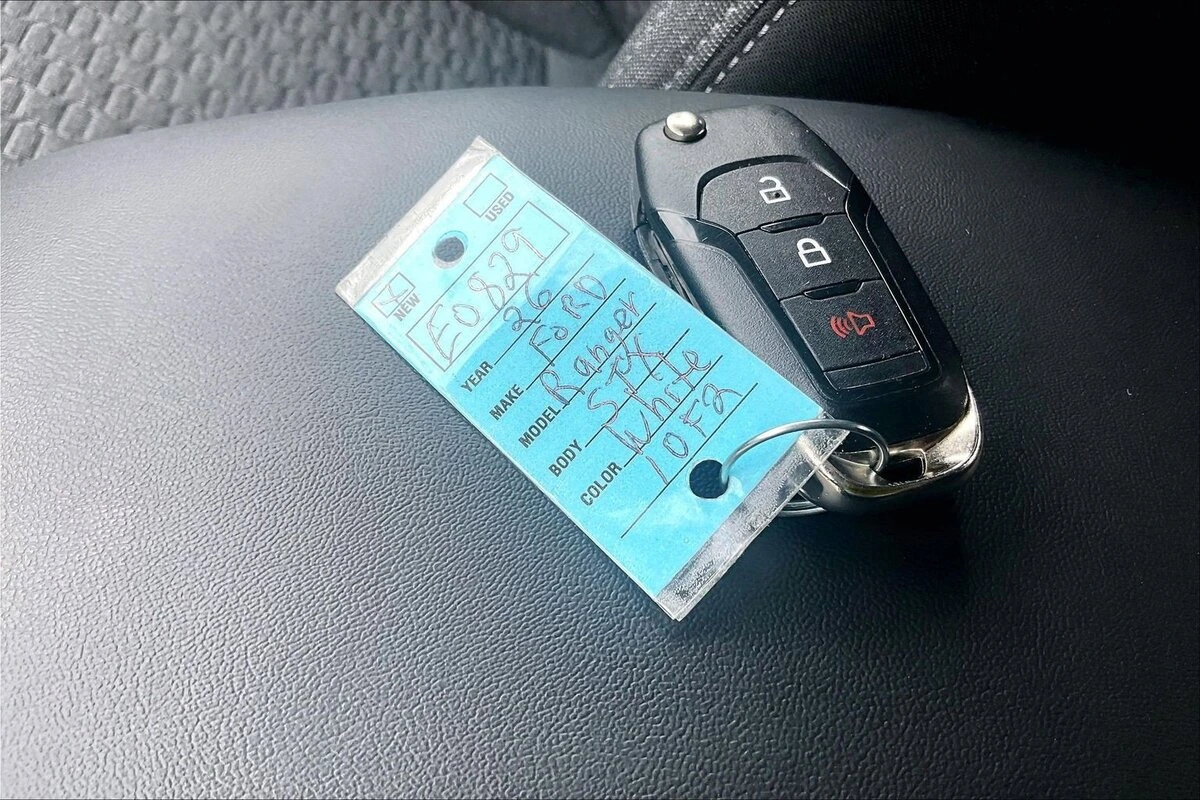 USED
X NEW
E0829
YEAR 26
MAKE FORD
MODEL Ranger
BODY STX
COLOR White
1 OF 2